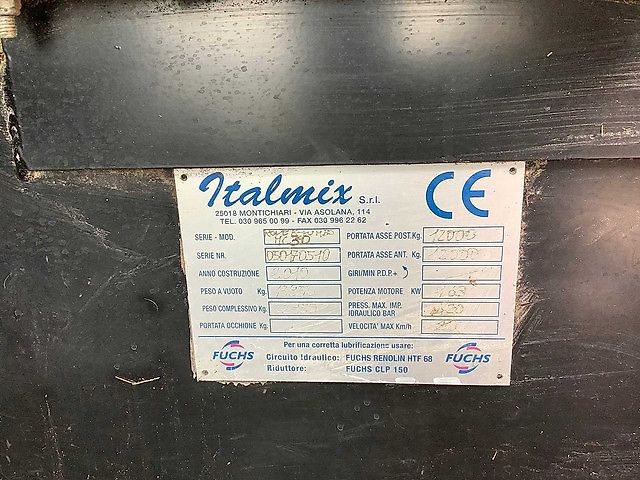 Italmix S.r.l.
25018 MONTICHIARI - VIA ASOLANA, 114
TEL. 030 965 00 99 - FAX 030 996 22 62
CE
SERIE - MOD.
SERIE NR.
ANNO COSTRUZIONE 2010
PESO A VUOTO Kg.
PESO COMPLESSIVO Kg.
PORTATA OCCHIONE Kg.
PORTATA ASSE POST. Kg. 12000
PORTATA ASSE ANT. Kg. 12000
GIRI/MIN P.D.P.
POTENZA MOTORE KW
PRESS. MAX. IMP.
IDRAULICO BAR
VELOCITA' MAX Km/h
Per una corretta lubrificazione usare:
FUCHS
Circuito Idraulico: FUCHS RENOLIN HTF 68
Riduttore: FUCHS CLP 150
FUCHS